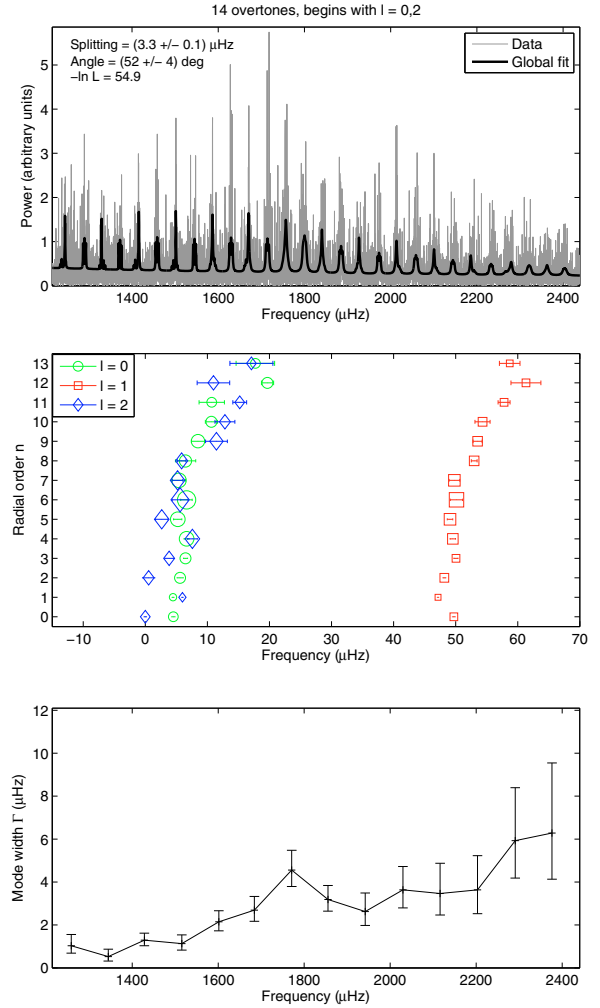 14 overtones, begins with l = 0,2
Splitting = (3.3 +/- 0.1) μHz
Angle = (52 +/- 4) deg
−ln L = 54.9
Data
Global fit
Power (arbitrary units)
5
4
3
2
1
0
1400 1600 1800 2000 2200 2400
Frequency (μHz)
l = 0
l = 1
l = 2
Radial order n
13
12
11
10
9
8
7
6
5
4
3
2
1
0
−10 0 10 20 30 40 50 60 70
Frequency (μHz)
Mode width Γ (μHz)
12
10
8
6
4
2
0
1400 1600 1800 2000 2200 2400
Frequency (μHz)